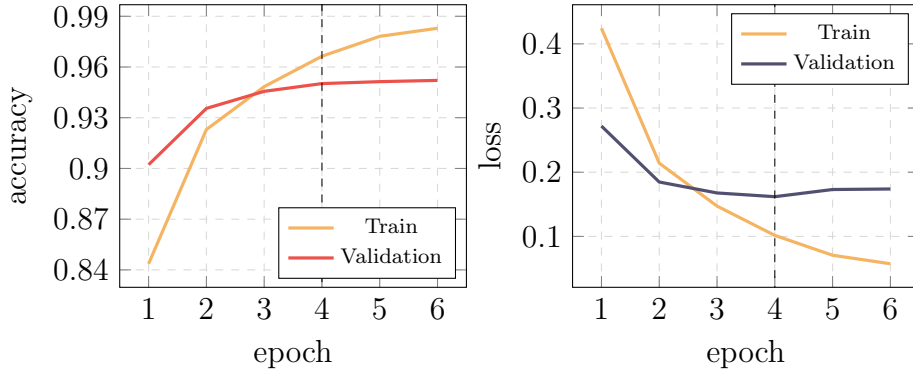 0.99
0.96
0.93
0.9
0.87
0.84
accuracy
1 2 3 4 5 6
epoch
Train
Validation
0.4
0.3
0.2
0.1
loss
1 2 3 4 5 6
epoch
Train
Validation